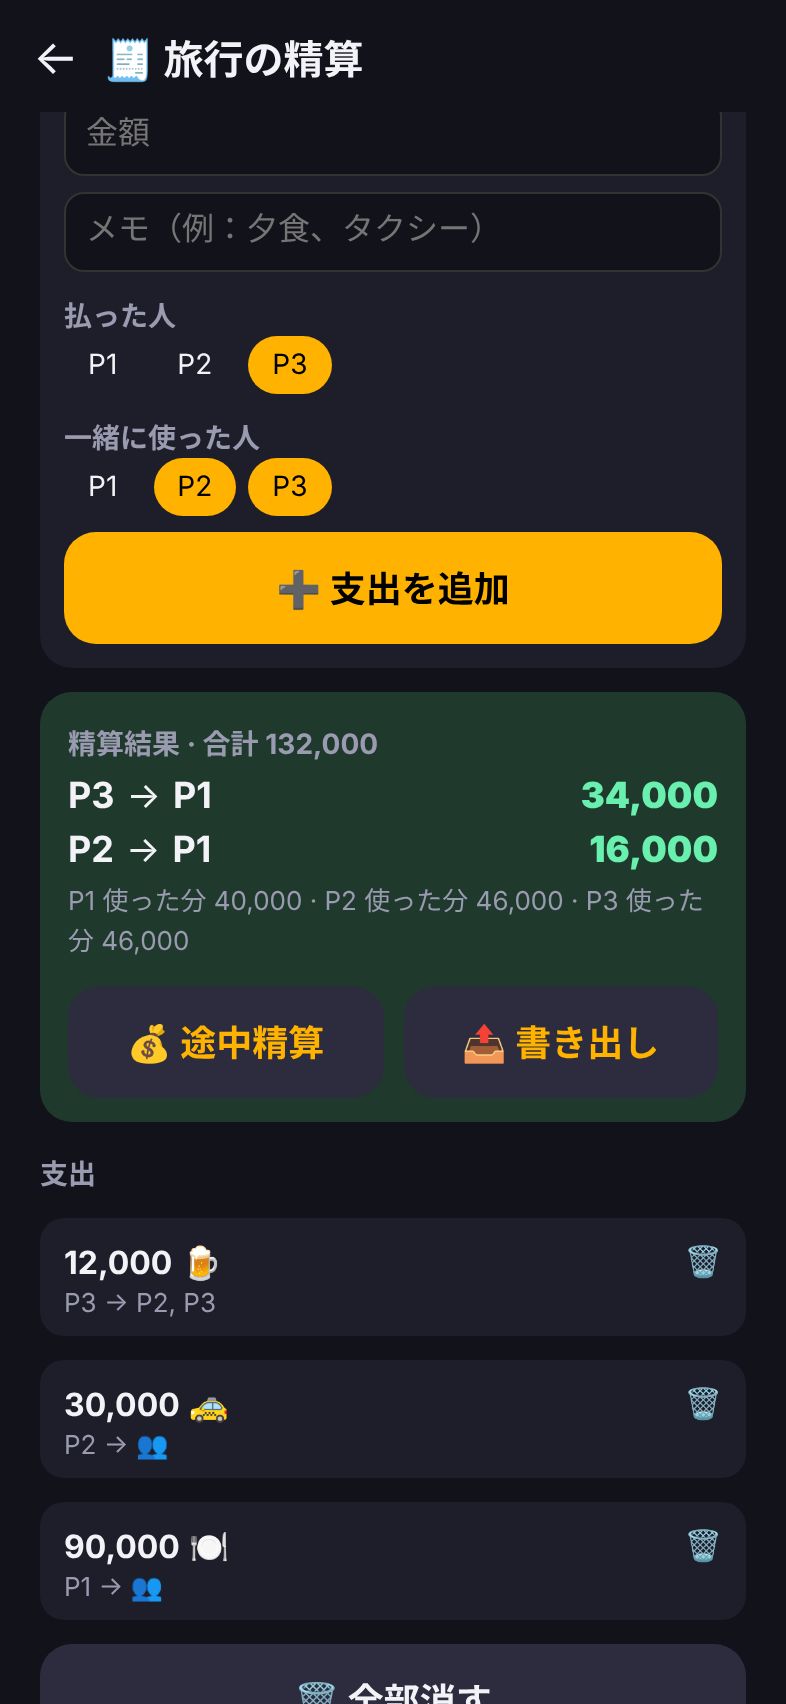 ← 🧾 旅行の精算
金額
メモ（例：夕食、タクシー）
払った人
P1 P2 P3
一緒に使った人
P1 P2 P3
➕ 支出を追加
精算結果 · 合計 132,000
P3 → P1 34,000
P2 → P1 16,000
P1 使った分 40,000 · P2 使った分 46,000 · P3 使った
分 46,000
💰 途中精算 📤 書き出し
支出
12,000 🍺 🗑️
P3 → P2, P3
30,000 🚕 🗑️
P2 → 👥
90,000 🍽️ 🗑️
P1 → 👥
🗑️ 全部消す